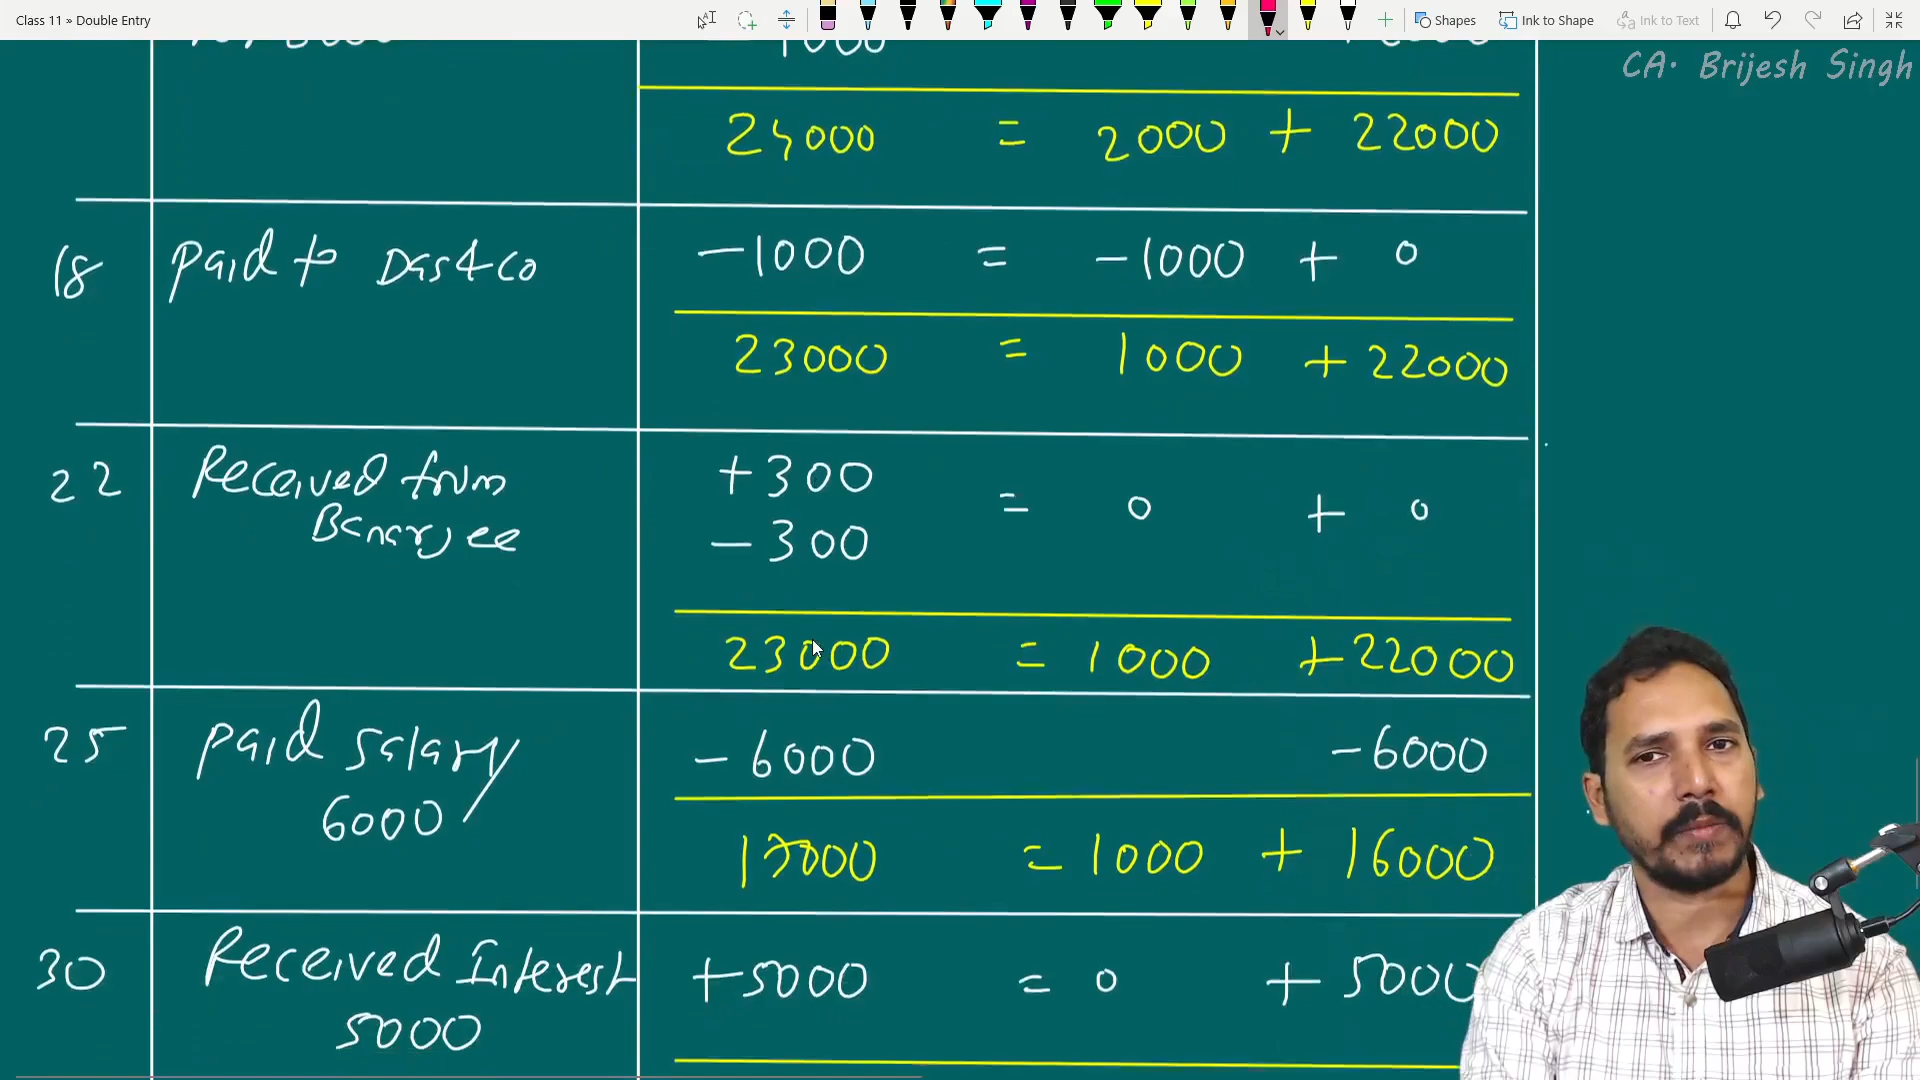 Class 11 » Double Entry
Shapes
Ink to Shape
Ink to Text
CA. Brijesh Singh
24000 = 2000 + 22000
18 Paid to Das & Co -1000 = -1000 + 0
23000 = 1000 + 22000
22 Received from +300
Banerjee -300 = 0 + 0
23000 = 1000 + 22000
25 Paid Salary -6000 -6000
6000
17000 = 1000 + 16000
30 Received Interest +5000 = 0 + 5000
5000